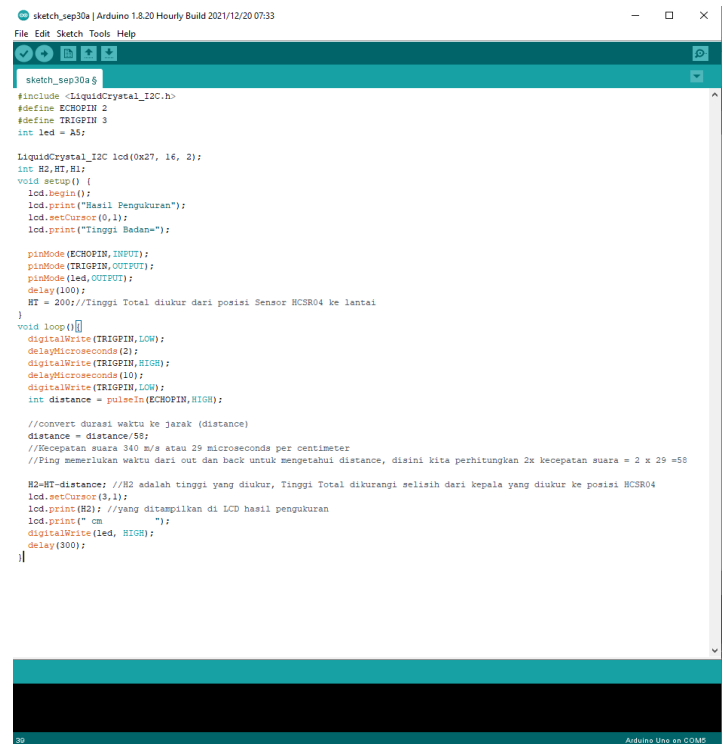 sketch_sep30a | Arduino 1.8.20 Hourly Build 2021/12/20 07:33
File Edit Sketch Tools Help
sketch_sep30a §
#include <LiquidCrystal_I2C.h>
#define ECHOPIN 2
#define TRIGPIN 3
int led = A5;
LiquidCrystal_I2C lcd(0x27, 16, 2);
int H2,HT,H1;
void setup() {
lcd.begin();
lcd.print("Hasil Pengukuran");
lcd.setCursor(0,1);
lcd.print("Tinggi Badan=");
pinMode(ECHOPIN,INPUT);
pinMode(TRIGPIN,OUTPUT);
pinMode(led,OUTPUT);
delay(100);
HT = 200;//Tinggi Total diukur dari posisi Sensor HCSR04 ke lantai
}
void loop(){
digitalWrite(TRIGPIN,LOW);
delayMicroseconds(2);
digitalWrite(TRIGPIN,HIGH);
delayMicroseconds(10);
digitalWrite(TRIGPIN,LOW);
int distance = pulseIn(ECHOPIN,HIGH);
//convert durasi waktu ke jarak (distance)
distance = distance/58;
//Kecepatan suara 340 m/s atau 29 microseconds per centimeter
//Ping memerlukan waktu dari out dan back untuk mengetahui distance, disini kita perhitungkan 2x kecepatan suara = 2 x 29 =58
H2=HT-distance; //H2 adalah tinggi yang diukur, Tinggi Total dikurangi selisih dari kepala yang diukur ke posisi HCSR04
lcd.setCursor(3,1);
lcd.print(H2); //yang ditampilkan di LCD hasil pengukuran
lcd.print(" cm          ");
digitalWrite(led, HIGH);
delay(300);
}
39
Arduino Uno on COM5